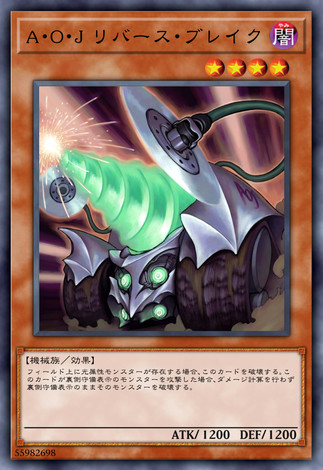 A・O・J リバース・ブレイク
闇
やみ
【機械族／効果】
フィールド上に光属性モンスターが存在する場合、このカードを破壊する。こ
のカードが裏側守備表示のモンスターを攻撃した場合、ダメージ計算を行わず
裏側守備表示のままそのモンスターを破壊する。
ATK/ 1200 DEF/ 1200
55982698